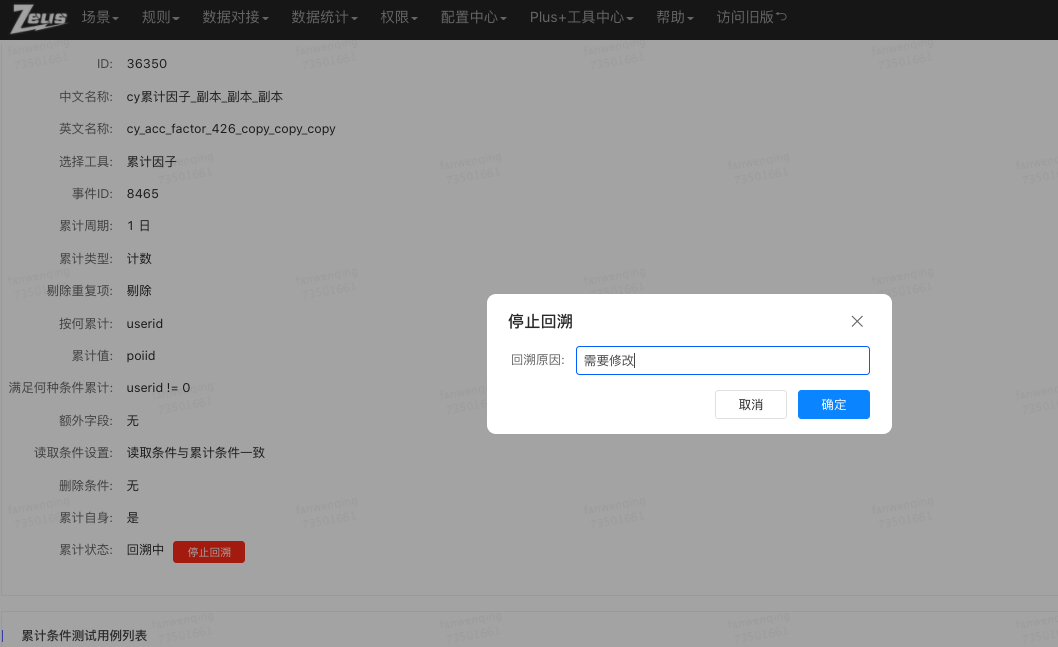 Zeus 场景 规则 数据对接 数据统计 权限 配置中心 Plus+工具中心 帮助 访问旧版
ID: 36350
中文名称: cy累计因子_副本_副本_副本
英文名称: cy_acc_factor_426_copy_copy_copy
选择工具: 累计因子
事件ID: 8465
累计周期: 1 日
累计类型: 计数
剔除重复项: 剔除
按何累计: userid
累计值: poiid
满足何种条件累计: userid != 0
额外字段: 无
读取条件设置: 读取条件与累计条件一致
删除条件: 无
累计自身: 是
累计状态: 回溯中 停止回溯
停止回溯
回溯原因: 需要修改
取消 确定
累计条件测试用例列表